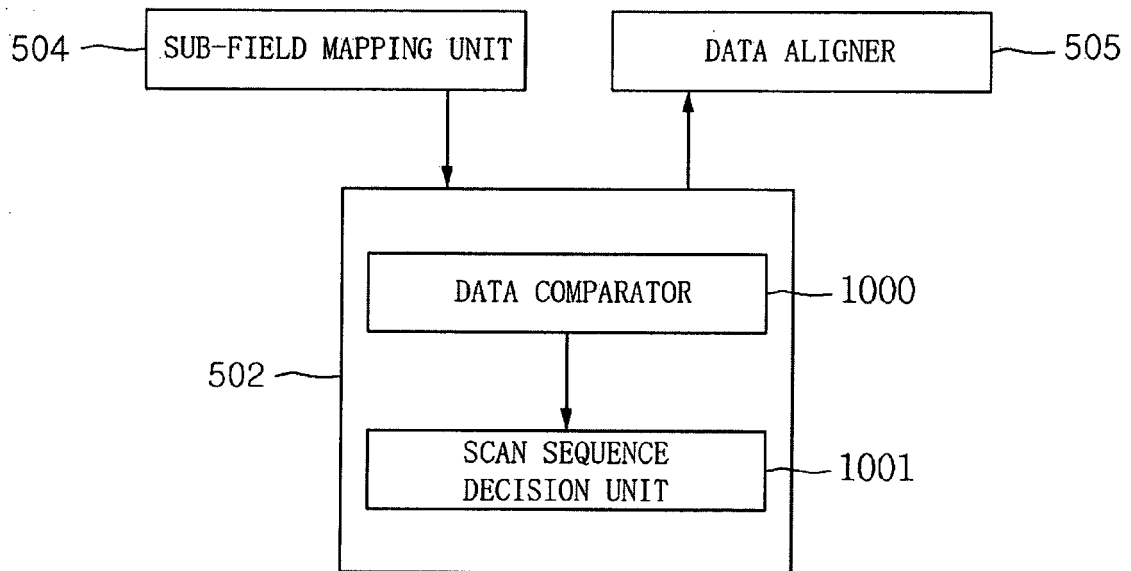 504
SUB-FIELD MAPPING UNIT
DATA ALIGNER
505
DATA COMPARATOR
1000
502
SCAN SEQUENCE
DECISION UNIT
1001